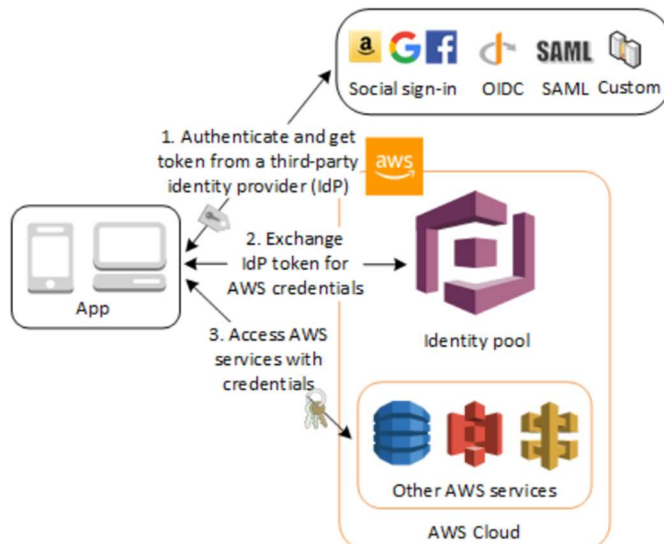 a
G
f
SAML
Social sign-in OIDC SAML Custom
1. Authenticate and get
token from a third-party
identity provider (IdP)
aws
2. Exchange
IdP token for
AWS credentials
App
Identity pool
3. Access AWS
services with
credentials
Other AWS services
AWS Cloud